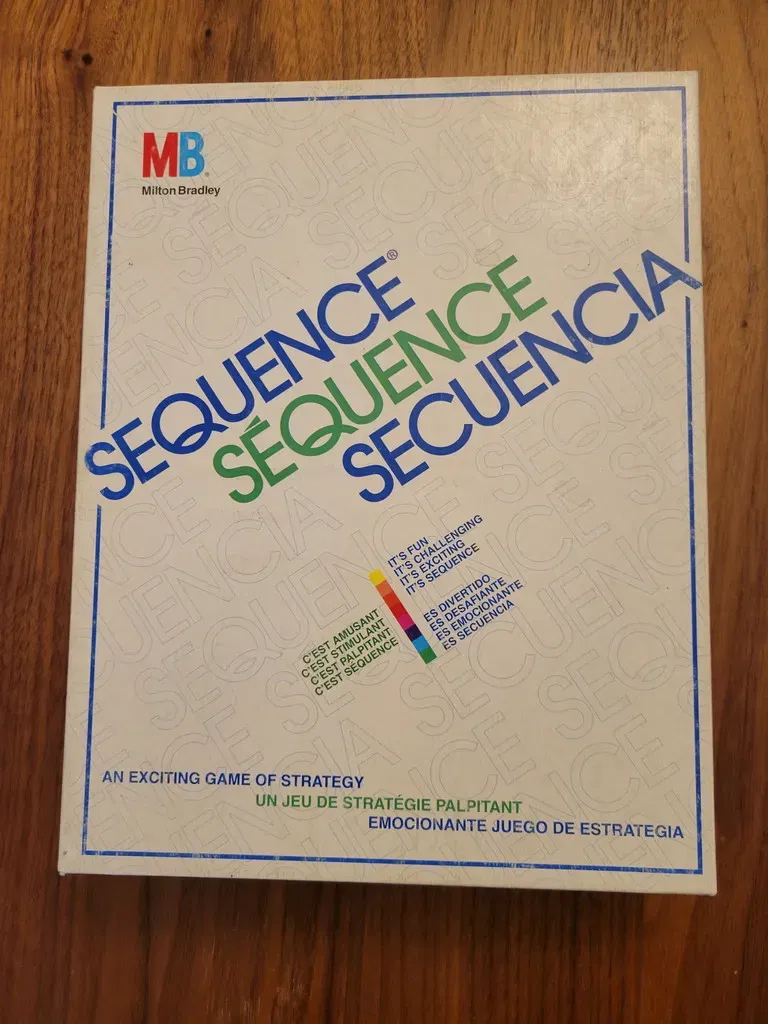 MB
Milton Bradley
SEQUENCE®
SÉQUENCE
SECUENCIA
IT'S FUN
IT'S CHALLENGING
IT'S EXCITING
IT'S SEQUENCE
C'EST AMUSANT
C'EST STIMULANT
C'EST PALPITANT
C'EST SÉQUENCE
ES DIVERTIDO
ES DESAFIANTE
ES EMOCIONANTE
ES SECUENCIA
AN EXCITING GAME OF STRATEGY
UN JEU DE STRATÉGIE PALPITANT
EMOCIONANTE JUEGO DE ESTRATEGIA